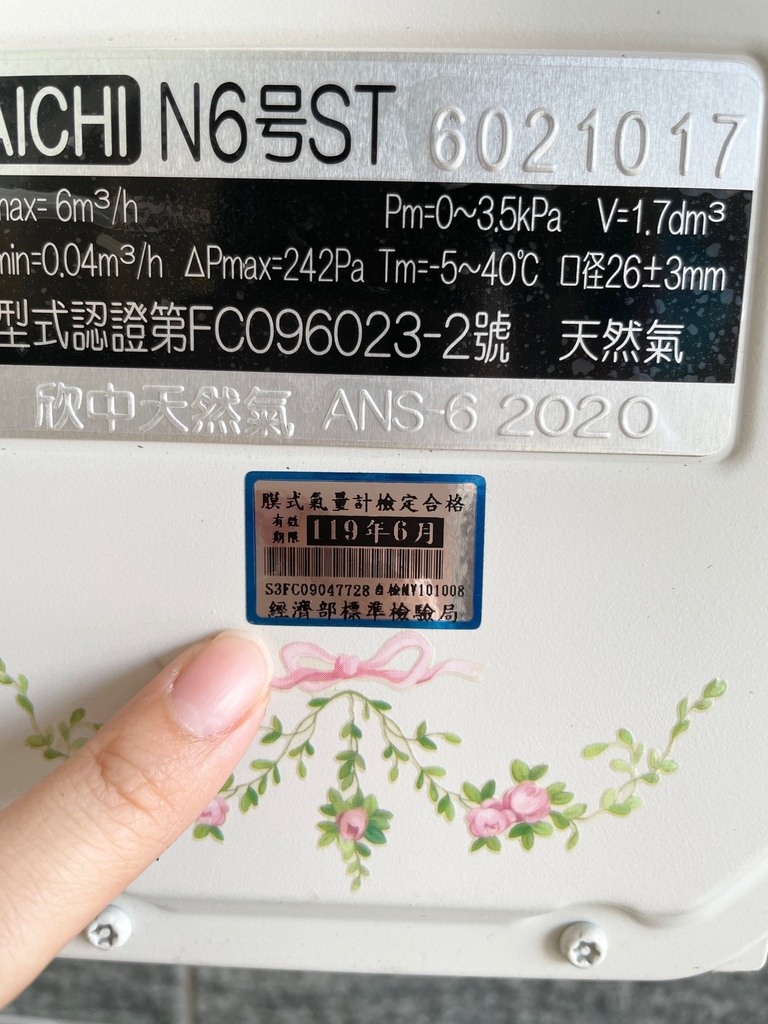 AICHI N6号ST 6021017
max= 6m³/h Pm=0~3.5kPa V=1.7dm³
min=0.04m³/h ΔPmax=242Pa Tm=-5~40℃ 口径26±3mm
型式認證第FC096023-2號 天然氣
欣中天然氣 ANS-6 2020
膜式氣量計檢定合格
有效期限 119年6月
S3FC09047728 自檢MY101008
經濟部標準檢驗局